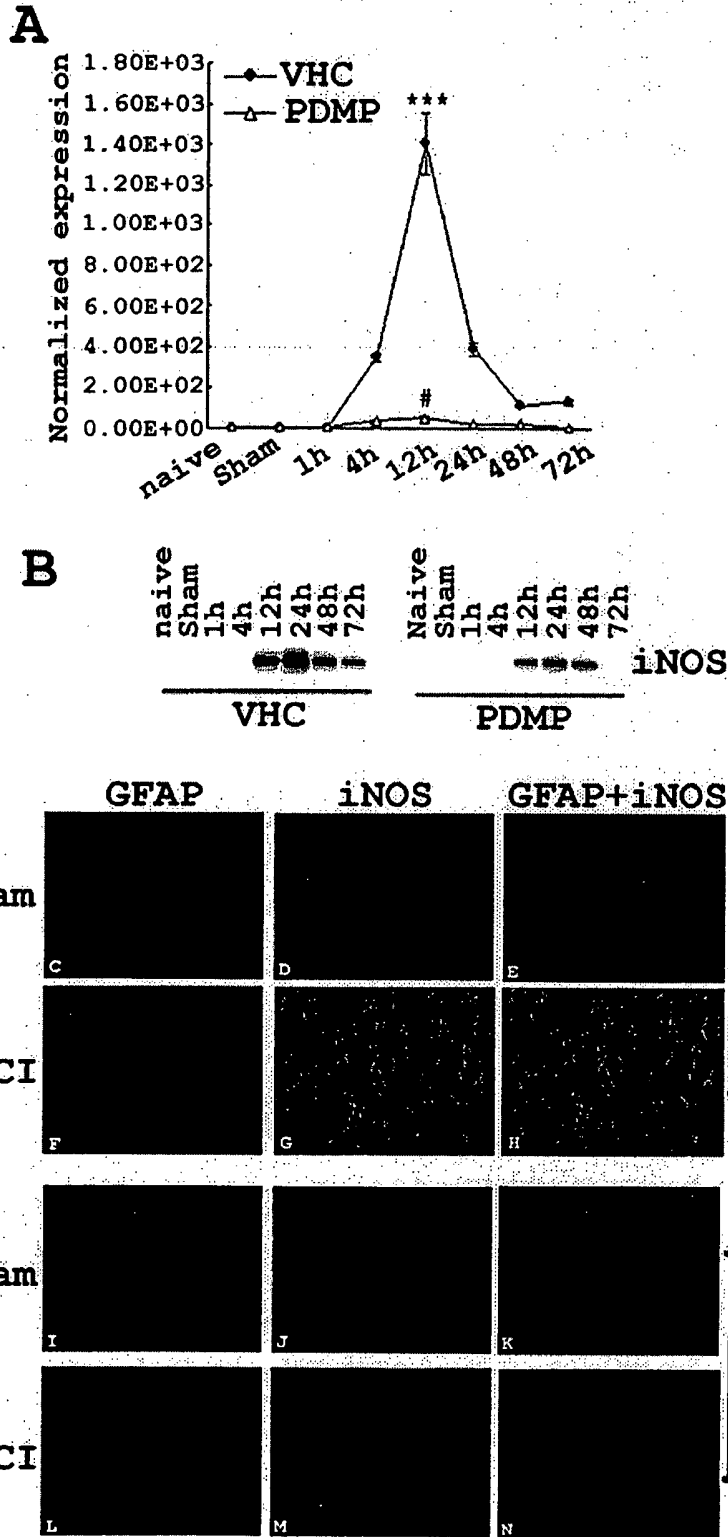 A
Normalized expression
1.80E+03
1.60E+03
1.40E+03
1.20E+03
1.00E+03
8.00E+02
6.00E+02
4.00E+02
2.00E+02
0.00E+00
VHC
PDMP
***
#
naive Sham 1h 4h 12h 24h 48h 72h
B
naive Sham 1h 4h 12h 24h 48h 72h
Naive Sham 1h 4h 12h 24h 48h 72h
iNOS
VHC PDMP
GFAP iNOS GFAP+iNOS
am
C D E
CI
F G H
am
I J K
CI
L M N